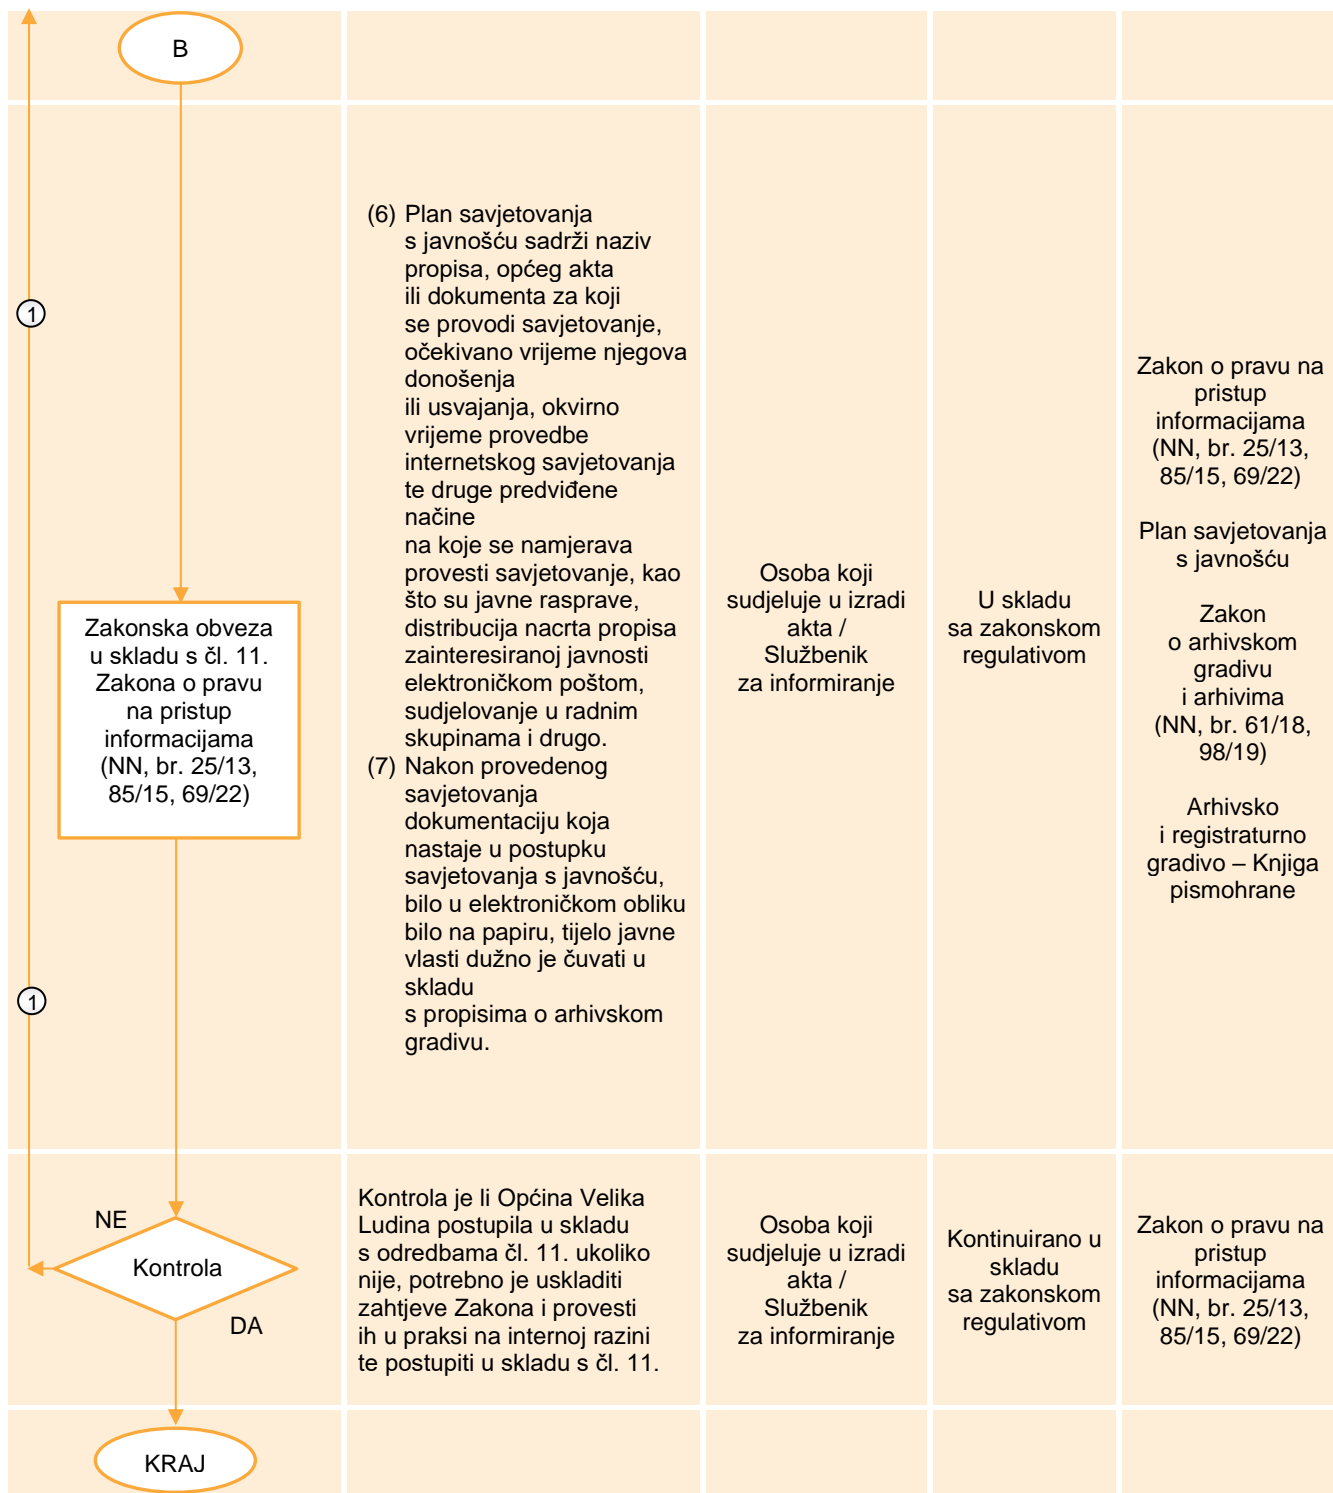 B
1
Zakonska obveza
u skladu s čl. 11.
Zakona o pravu
na pristup
informacijama
(NN, br. 25/13,
85/15, 69/22)
1
(6) Plan savjetovanja
s javnošću sadrži naziv
propisa, općeg akta
ili dokumenta za koji
se provodi savjetovanje,
očekivano vrijeme njegova
donošenja
ili usvajanja, okvirno
vrijeme provedbe
internetskog savjetovanja
te druge predviđene
načine
na koje se namjerava
provesti savjetovanje, kao
što su javne rasprave,
distribucija nacrta propisa
zainteresiranoj javnosti
elektroničkom poštom,
sudjelovanje u radnim
skupinama i drugo.
(7) Nakon provedenog
savjetovanja
dokumentaciju koja
nastaje u postupku
savjetovanja s javnošću,
bilo u elektroničkom obliku
bilo na papiru, tijelo javne
vlasti dužno je čuvati u
skladu
s propisima o arhivskom
gradivu.
Osoba koji
sudjeluje u izradi
akta /
Službenik
za informiranje
U skladu
sa zakonskom
regulativom
Zakon o pravu na
pristup
informacijama
(NN, br. 25/13,
85/15, 69/22)
Plan savjetovanja
s javnošću
Zakon
o arhivskom
gradivu
i arhivima
(NN, br. 61/18,
98/19)
Arhivsko
i registraturno
gradivo – Knjiga
pismohrane
NE
Kontrola
DA
Kontrola je li Općina Velika
Ludina postupila u skladu
s odredbama čl. 11. ukoliko
nije, potrebno je uskladiti
zahtjeve Zakona i provesti
ih u praksi na internoj razini
te postupiti u skladu s čl. 11.
Osoba koji
sudjeluje u izradi
akta /
Službenik
za informiranje
Kontinuirano u
skladu
sa zakonskom
regulativom
Zakon o pravu na
pristup
informacijama
(NN, br. 25/13,
85/15, 69/22)
KRAJ